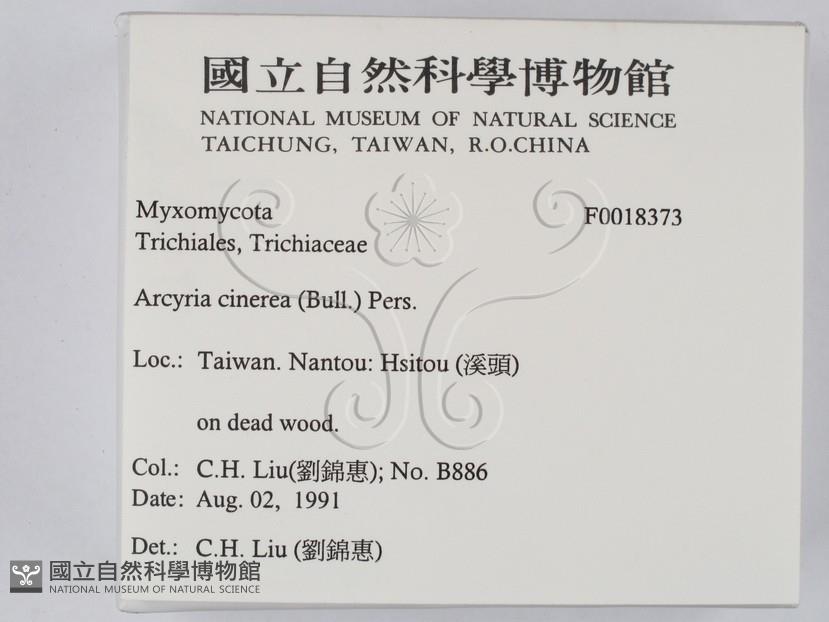 國立自然科學博物館
NATIONAL MUSEUM OF NATURAL SCIENCE
TAICHUNG, TAIWAN, R.O.CHINA
Myxomycota F0018373
Trichiales, Trichiaceae
Arcyria cinerea (Bull.) Pers.
Loc.: Taiwan. Nantou: Hsitou (溪頭)
on dead wood.
Col.: C.H. Liu(劉錦惠); No. B886
Date: Aug. 02, 1991
Det.: C.H. Liu (劉錦惠)
國立自然科學博物館
NATIONAL MUSEUM OF NATURAL SCIENCE